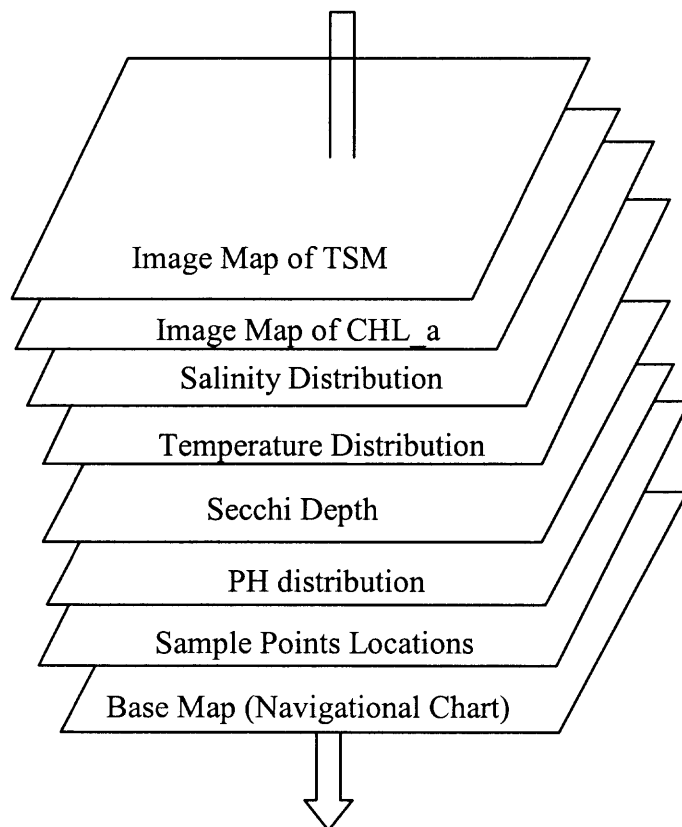 Image Map of TSM
Image Map of CHL_a
Salinity Distribution
Temperature Distribution
Secchi Depth
PH distribution
Sample Points Locations
Base Map (Navigational Chart)